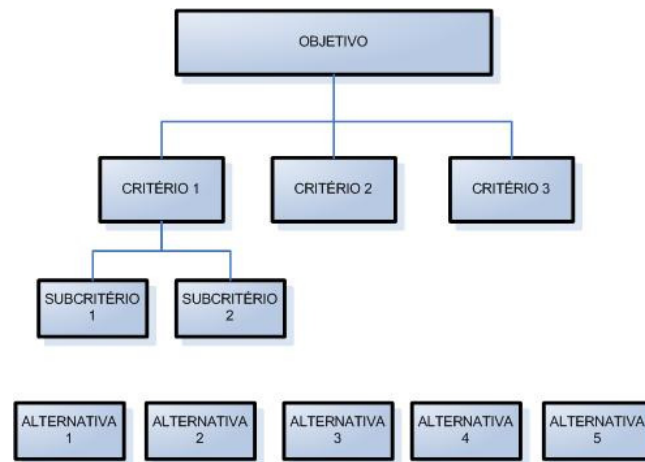 OBJETIVO
CRITÉRIO 1
CRITÉRIO 2
CRITÉRIO 3
SUBCRITÉRIO
1
SUBCRITÉRIO
2
ALTERNATIVA
1
ALTERNATIVA
2
ALTERNATIVA
3
ALTERNATIVA
4
ALTERNATIVA
5